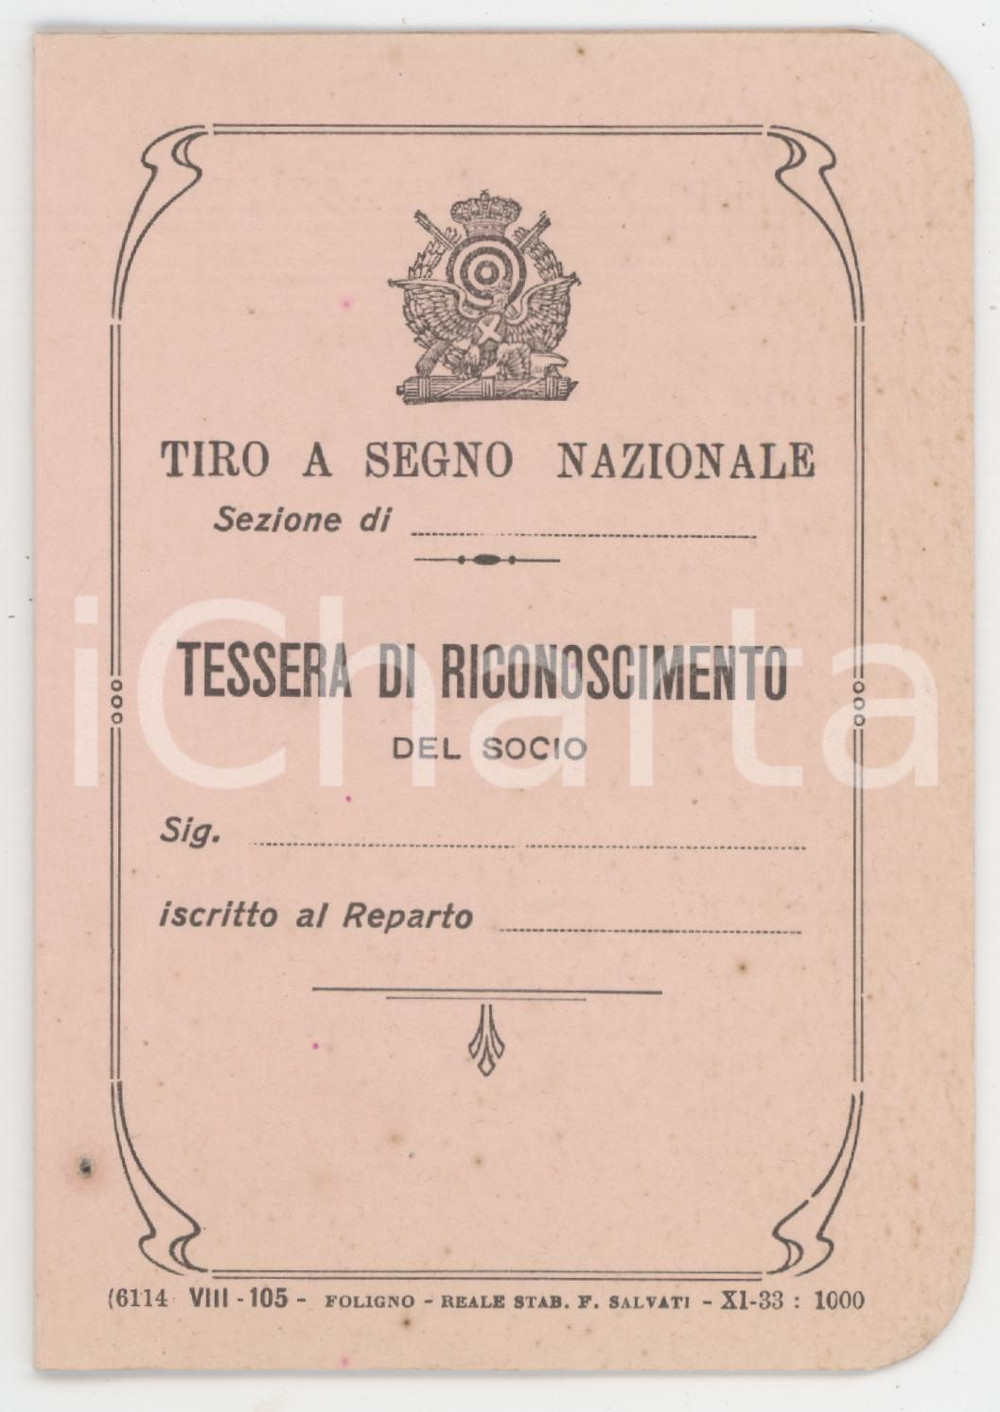 TIRO A SEGNO NAZIONALE
Sezione di
TESSERA DI RICONOSCIMENTO
DEL SOCIO
iCharta
Sig.
iscritto al Reparto
(6114 VIII - 105 - FOLIGNO - REALE STAB. F. SALVATI - XI-33 : 1000